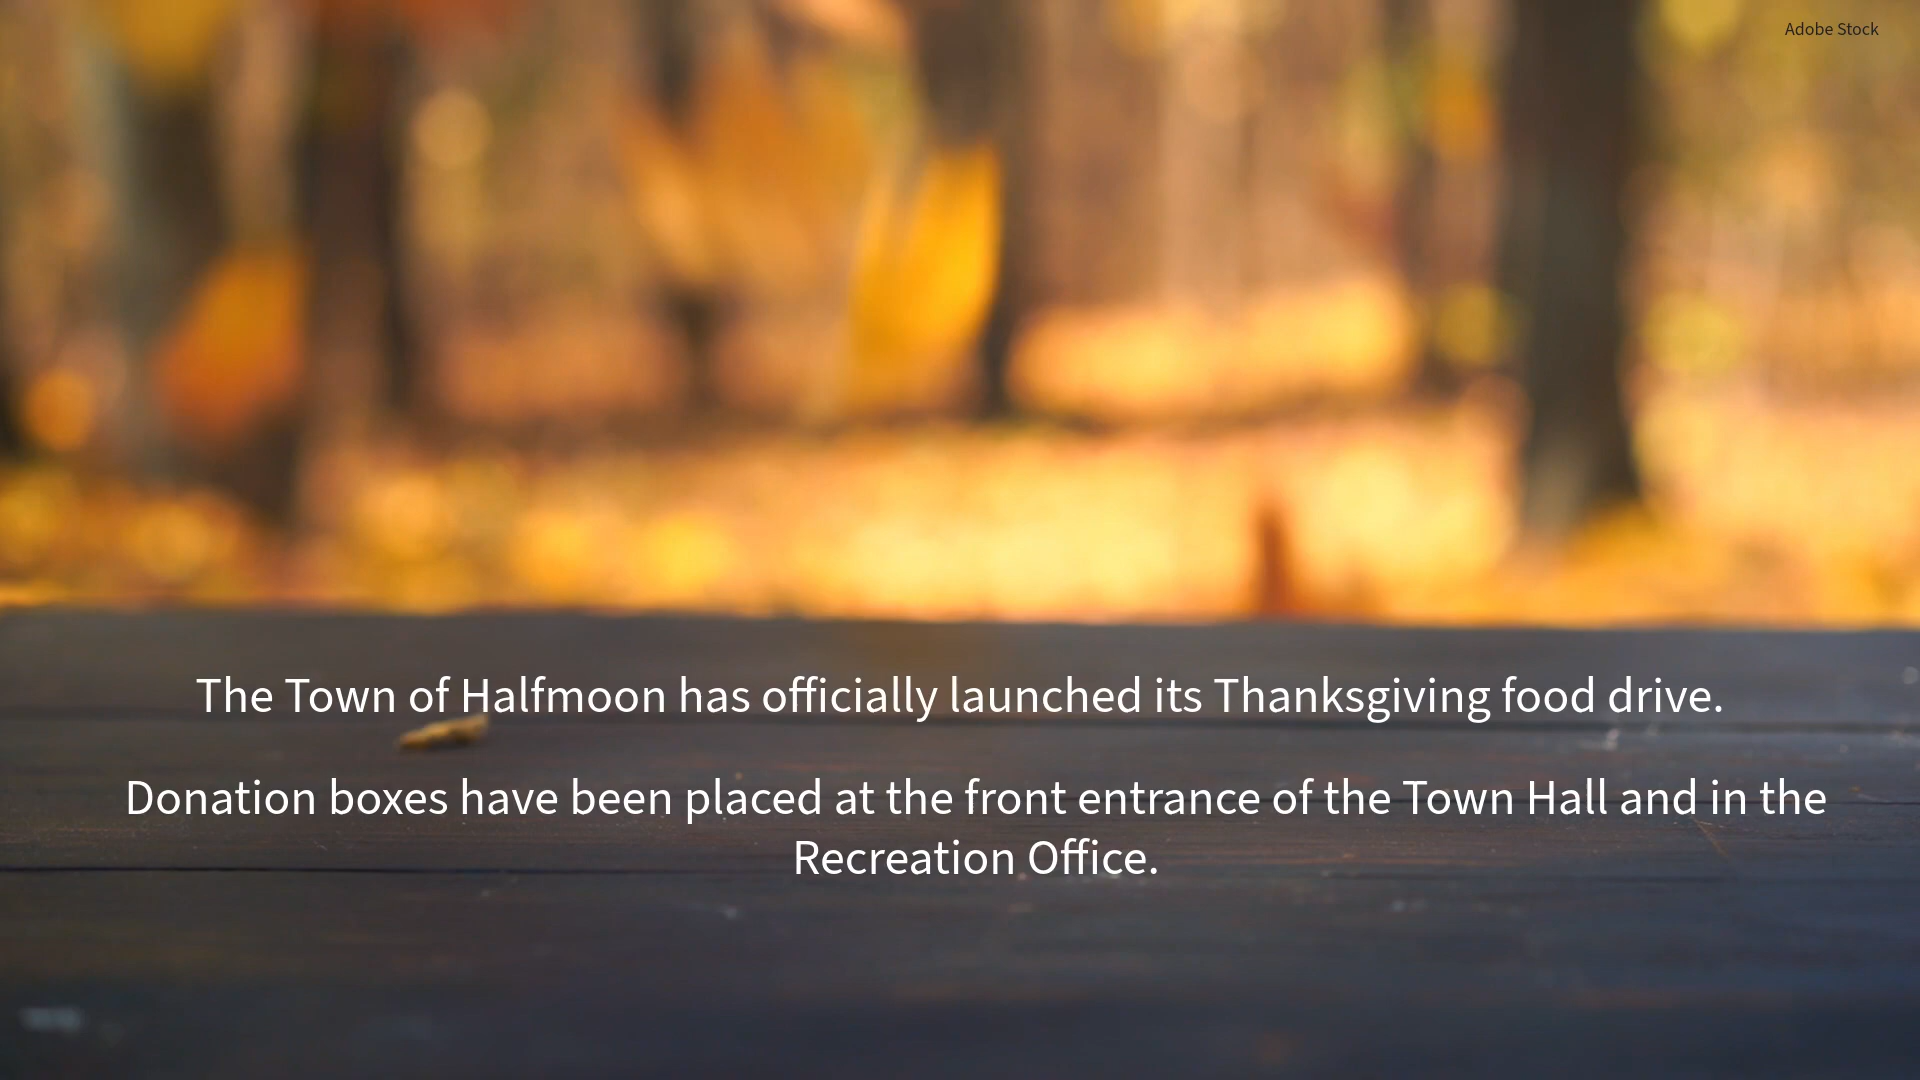 Adobe Stock
The Town of Halfmoon has officially launched its Thanksgiving food drive.
Donation boxes have been placed at the front entrance of the Town Hall and in the
Recreation Office.